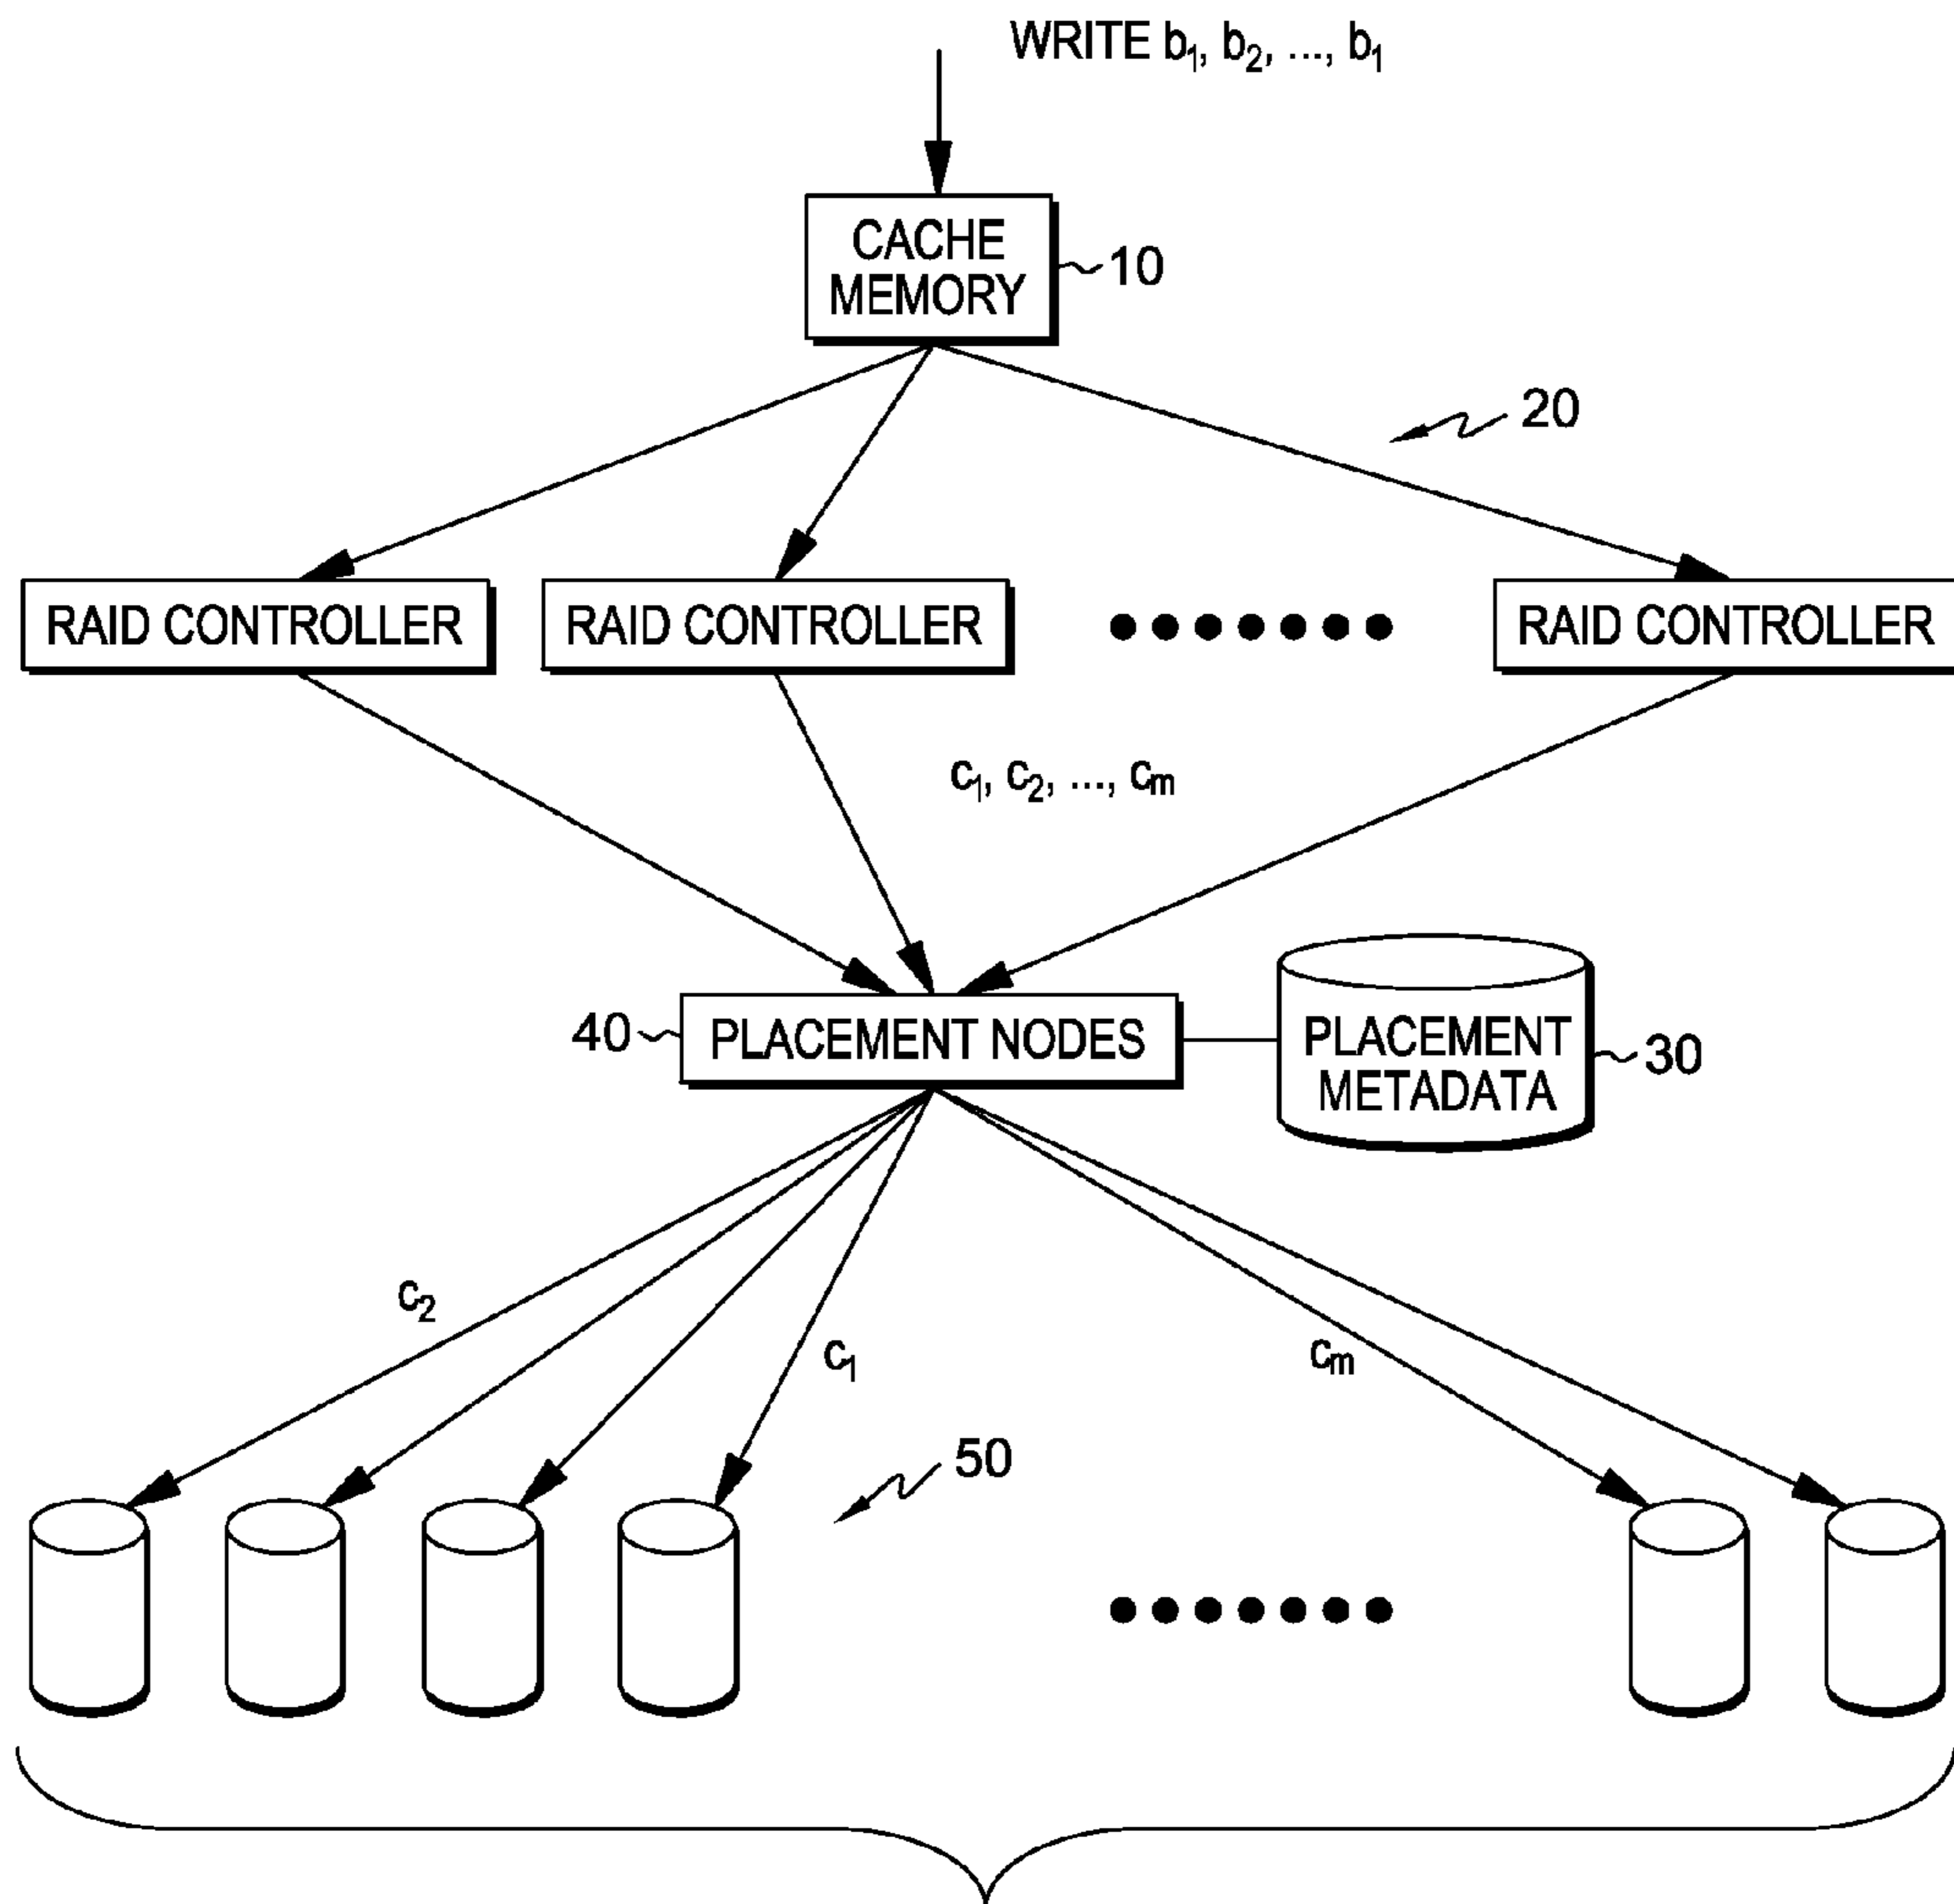 WRITE b₁, b₂, ..., b₁
CACHE
MEMORY
10
20
RAID CONTROLLER
RAID CONTROLLER
RAID CONTROLLER
c₁, c₂, ..., cₘ
40
PLACEMENT NODES
PLACEMENT
METADATA
30
c₂
c₁
cₘ
50